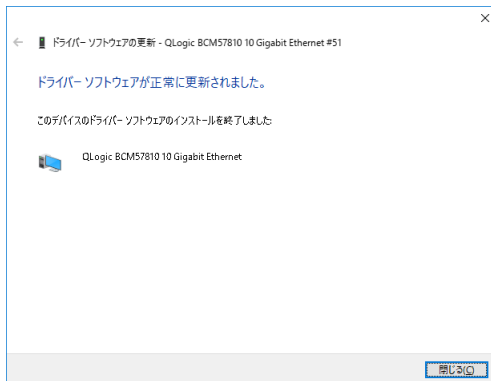 ドライバー ソフトウェアの更新 - QLogic BCM57810 10 Gigabit Ethernet #51
ドライバー ソフトウェアが正常に更新されました。
このデバイスのドライバー ソフトウェアのインストールを終了しました:
QLogic BCM57810 10 Gigabit Ethernet
閉じる(C)